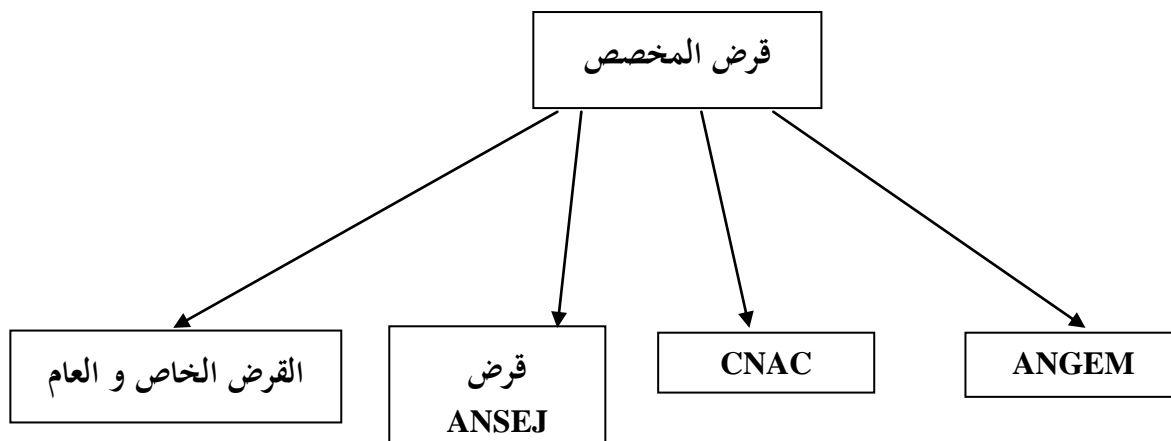 قرض المخصص
ANGEM
CNAC
قرض
ANSEJ
القرض الخاص و العام